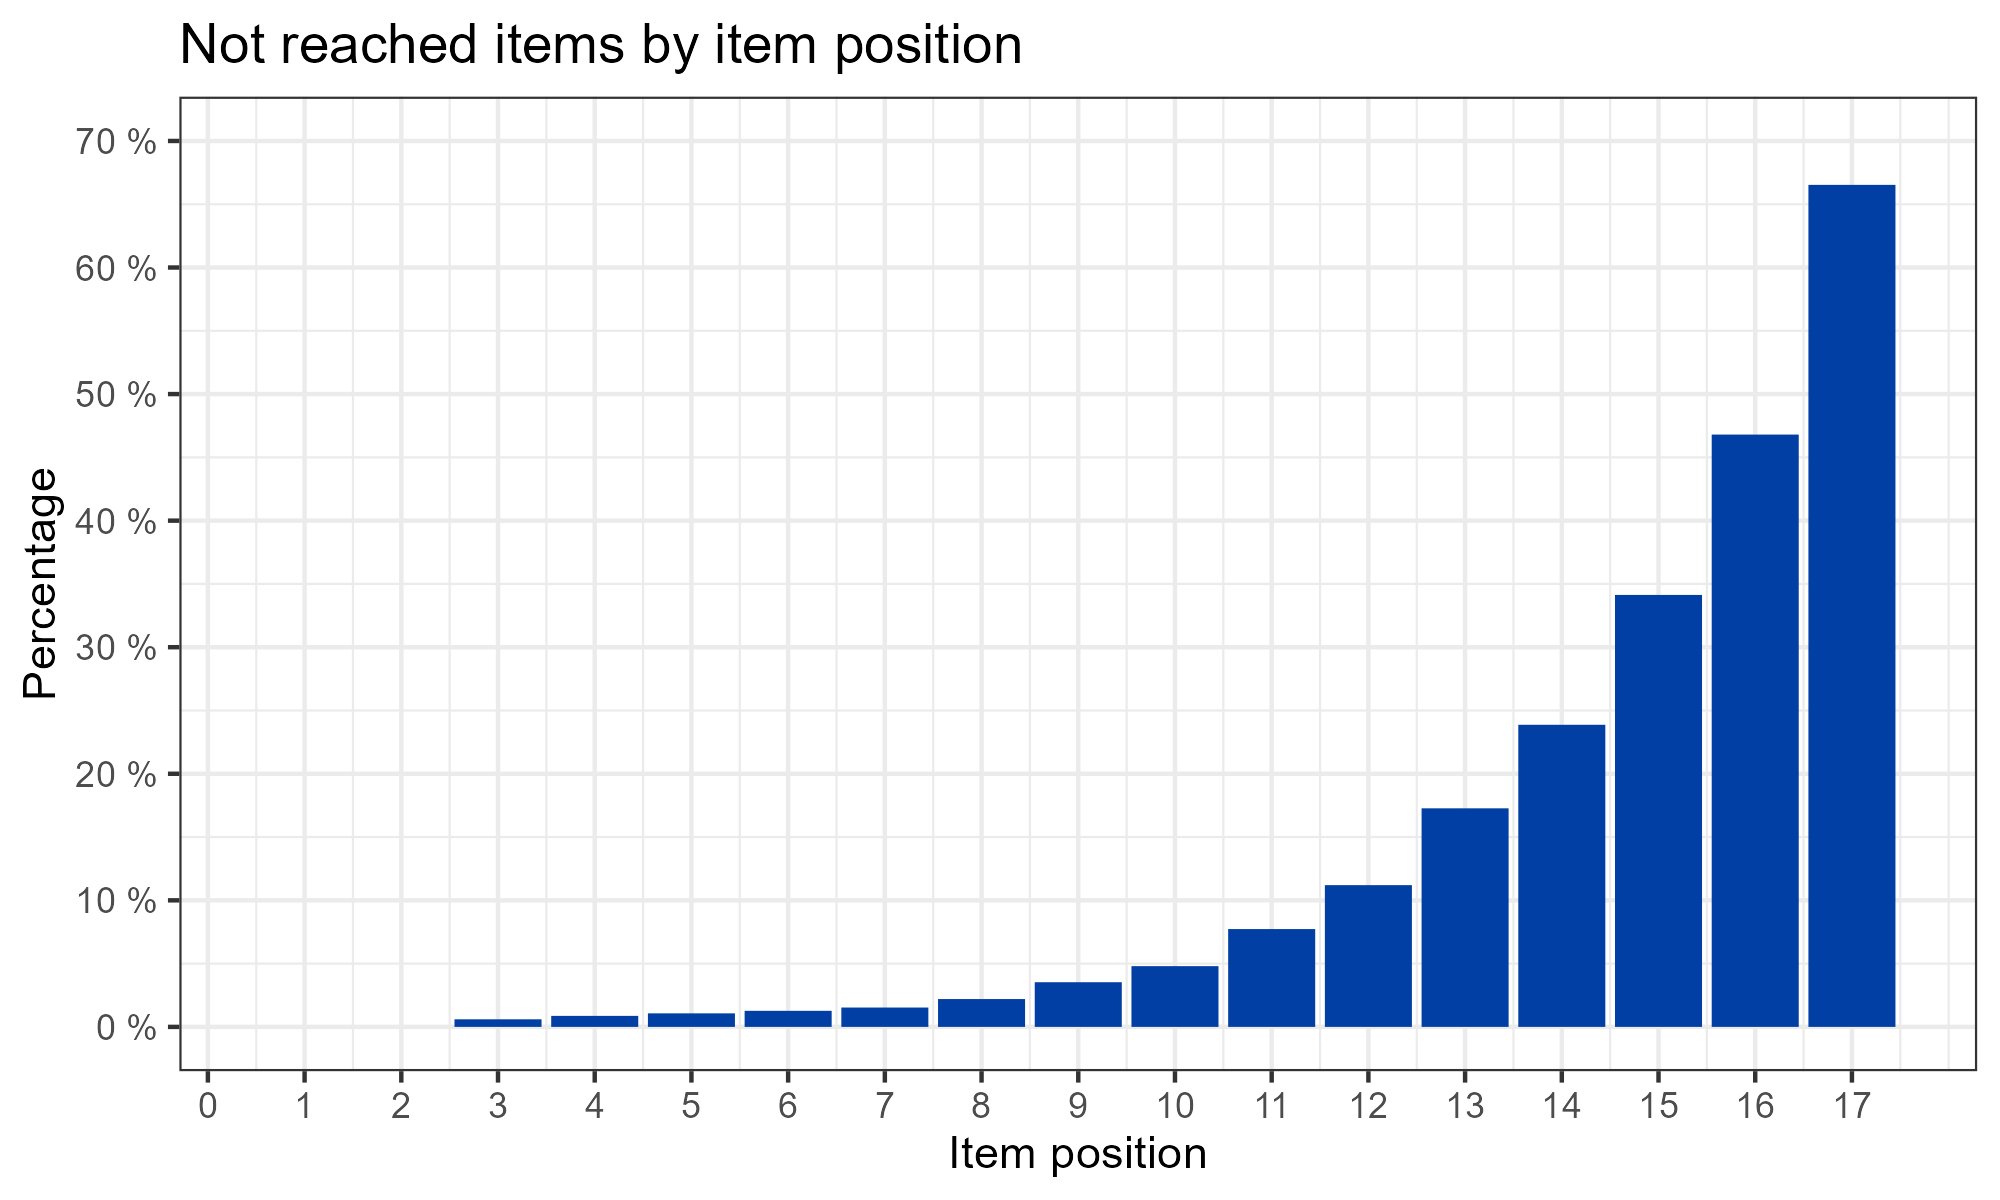 Not reached items by item position
70 %
60 %
50 %
40 %
30 %
20 %
10 %
0 %
Percentage
0 1 2 3 4 5 6 7 8 9 10 11 12 13 14 15 16 17
Item position